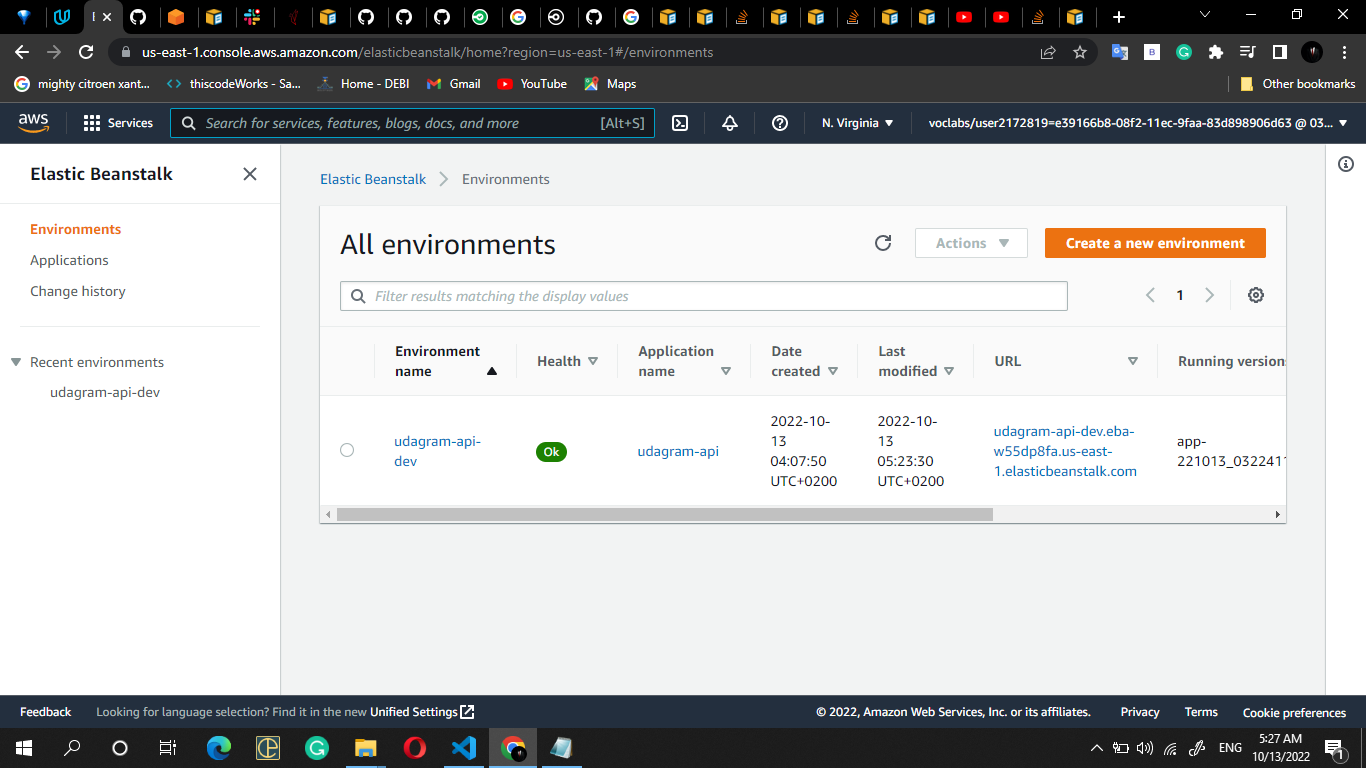 E
us-east-1.console.aws.amazon.com/elasticbeanstalk/home?region=us-east-1#/environments
mighty citroen xant...
thiscodeWorks - Sa...
Home - DEBI
Gmail
YouTube
Maps
Other bookmarks
aws
Services
Search for services, features, blogs, docs, and more
[Alt+S]
N. Virginia
voclabs/user2172819=e39166b8-08f2-11ec-9faa-83d898906d63 @ 03...
Elastic Beanstalk
Environments
Applications
Change history
Recent environments
udagram-api-dev
Elastic Beanstalk
Environments
All environments
Actions
Create a new environment
Filter results matching the display values
1
Environment
name
Health
Application
name
Date
created
Last
modified
URL
Running versions
udagram-api-
dev
Ok
udagram-api
2022-10-
13
04:07:50
UTC+0200
2022-10-
13
05:23:30
UTC+0200
udagram-api-dev.eba-
w55dp8fa.us-east-
1.elasticbeanstalk.com
app-
221013_032241
Feedback
Looking for language selection? Find it in the new Unified Settings
© 2022, Amazon Web Services, Inc. or its affiliates.
Privacy
Terms
Cookie preferences
ENG
5:27 AM
10/13/2022
1